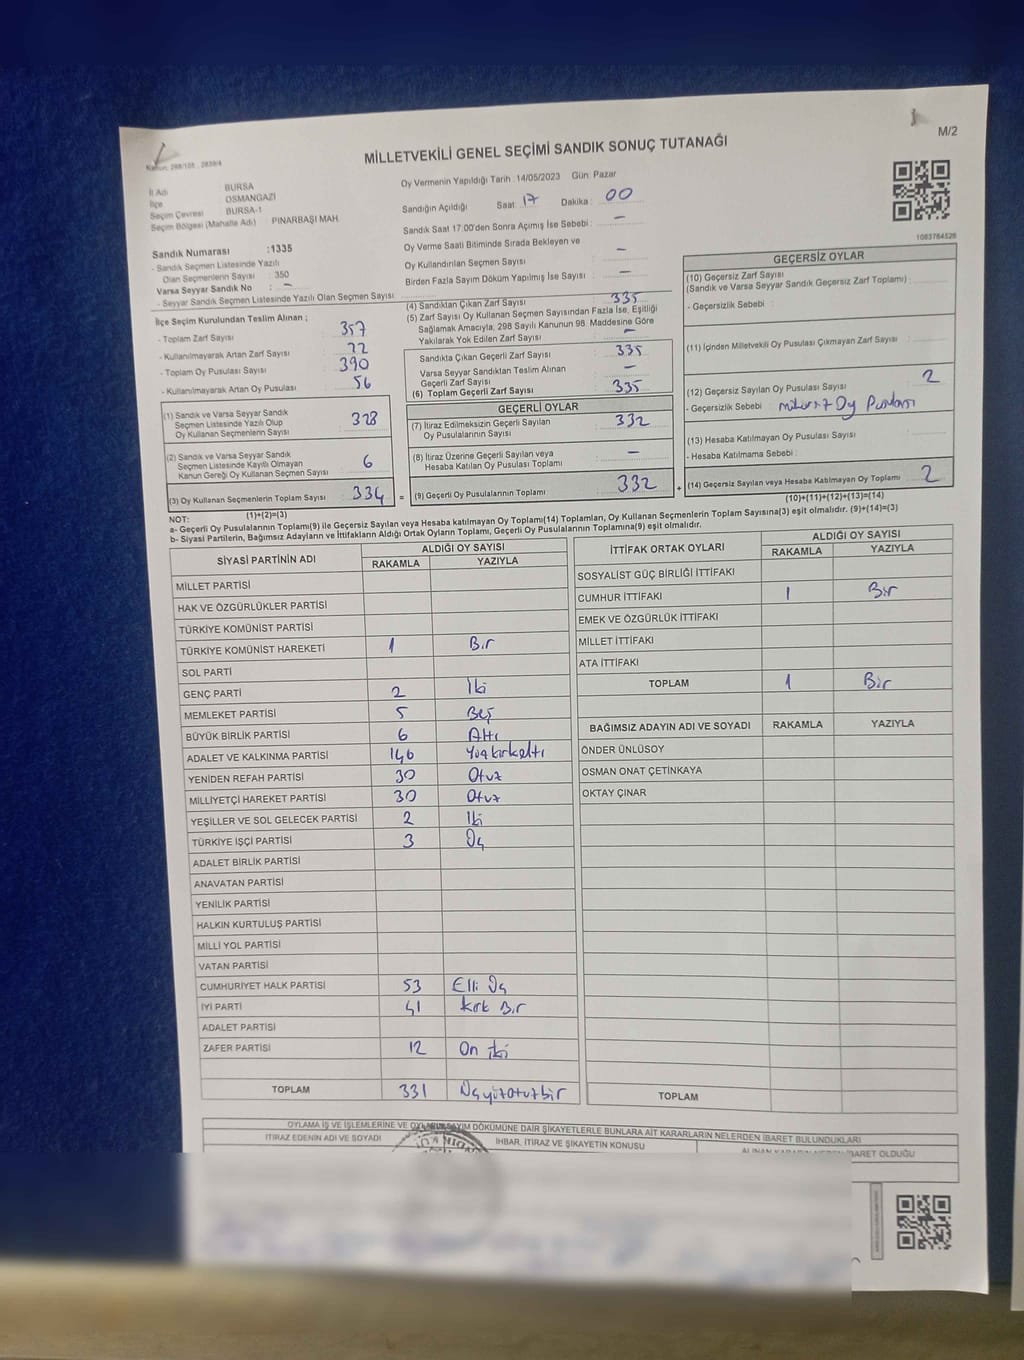 M/2
MİLLETVEKİLİ GENEL SEÇİMİ SANDIK SONUÇ TUTANAĞI
İl Adı BURSA
İlçe OSMANGAZİ
Seçim Çevresi BURSA-1
Seçim Bölgesi (Mahalle Adı) PINARBAŞI MAH.
Sandık Numarası :1335
- Sandık Seçmen Listesinde Yazılı
Olan Seçmenlerin Sayısı : 350
Varsa Seyyar Sandık No : -
- Seyyar Sandık Seçmen Listesinde Yazılı Olan Seçmen Sayısı
Oy Vermenin Yapıldığı Tarih : 14/05/2023 Gün: Pazar
Sandığın Açıldığı Saat: 17 Dakika: 00
Sandık Saat 17:00'den Sonra Açımış İse Sebebi : -
Oy Verme Saati Bitiminde Sırada Bekleyen ve
Oy Kullandırılan Seçmen Sayısı : -
Birden Fazla Sayım Döküm Yapılmış İse Sayısı : -
1083764526
İlçe Seçim Kurulundan Teslim Alınan ;
- Toplam Zarf Sayısı : 357
- Kullanılmayarak Artan Zarf Sayısı : 22
- Toplam Oy Pusulası Sayısı : 390
- Kullanılmayarak Artan Oy Pusulası : 56
(1) Sandık ve Varsa Seyyar Sandık
Seçmen Listesinde Yazılı Olup
Oy Kullanan Seçmenlerin Sayısı 328
(2) Sandık ve Varsa Seyyar Sandık
Seçmen Listesinde Kayıtlı Olmayan
Kanun Gereği Oy Kullanan Seçmen Sayısı 6
(3) Oy Kullanan Seçmenlerin Toplam Sayısı 334 =
(1)+(2)=(3)
(4) Sandıktan Çıkan Zarf Sayısı : 335
(5) Zarf Sayısı Oy Kullanan Seçmen Sayısından Fazla İse, Eşitliği
Sağlamak Amacıyla, 298 Sayılı Kanunun 98. Maddesine Göre
Yakılarak Yok Edilen Zarf Sayısı : -
Sandıkta Çıkan Geçerli Zarf Sayısı : 335
Varsa Seyyar Sandıktan Teslim Alınan
Geçerli Zarf Sayısı : -
(6) Toplam Geçerli Zarf Sayısı : 335
GEÇERLİ OYLAR
(7) İtiraz Edilmeksizin Geçerli Sayılan
Oy Pusulalarının Sayısı : 332
(8) İtiraz Üzerine Geçerli Sayılan veya
Hesaba Katılan Oy Pusulası Toplamı : -
(9) Geçerli Oy Pusulalarının Toplamı : 332 +
GEÇERSİZ OYLAR
(10) Geçersiz Zarf Sayısı
(Sandık ve Varsa Seyyar Sandık Geçersiz Zarf Toplamı) :
- Geçersizlik Sebebi :
(11) İçinden Milletvekili Oy Pusulası Çıkmayan Zarf Sayısı :
(12) Geçersiz Sayılan Oy Pusulası Sayısı : 2
- Geçersizlik Sebebi : Oy Pusulası
(13) Hesaba Katılmayan Oy Pusulası Sayısı :
- Hesaba Katılmama Sebebi :
(14) Geçersiz Sayılan veya Hesaba Katılmayan Oy Toplamı : 2
(10)+(11)+(12)+(13)=(14)
NOT:
a- Geçerli Oy Pusulalarının Toplamı(9) ile Geçersiz Sayılan veya Hesaba katılmayan Oy Toplamı(14) Toplamları, Oy Kullanan Seçmenlerin Toplam Sayısına(3) eşit olmalıdır. (9)+(14)=(3)
b- Siyasi Partilerin, Bağımsız Adayların ve İttifakların Aldığı Ortak Oyların Toplamı, Geçerli Oy Pusulalarının Toplamına(9) eşit olmalıdır.
SİYASİ PARTİNİN ADI ALDIĞI OY SAYISI
RAKAMLA YAZIYLA
MİLLET PARTİSİ
HAK VE ÖZGÜRLÜKLER PARTİSİ
TÜRKİYE KOMÜNİST PARTİSİ
TÜRKİYE KOMÜNİST HAREKETİ 1 Bir
SOL PARTİ
GENÇ PARTİ 2 İki
MEMLEKET PARTİSİ 5 Beş
BÜYÜK BİRLİK PARTİSİ 6 Altı
ADALET VE KALKINMA PARTİSİ 146 Yüzkırkaltı
YENİDEN REFAH PARTİSİ 30 Otuz
MİLLİYETÇİ HAREKET PARTİSİ 30 Otuz
YEŞİLLER VE SOL GELECEK PARTİSİ 2 İki
TÜRKİYE İŞÇİ PARTİSİ 3 Üç
ADALET BİRLİK PARTİSİ
ANAVATAN PARTİSİ
YENİLİK PARTİSİ
HALKIN KURTULUŞ PARTİSİ
MİLLİ YOL PARTİSİ
VATAN PARTİSİ
CUMHURİYET HALK PARTİSİ 53 Elli Üç
İYİ PARTİ 41 Kırk Bir
ADALET PARTİSİ
ZAFER PARTİSİ 12 On iki
TOPLAM 331 Üçyüzotuzbir
İTTİFAK ORTAK OYLARI ALDIĞI OY SAYISI
RAKAMLA YAZIYLA
SOSYALİST GÜÇ BİRLİĞİ İTTİFAKI
CUMHUR İTTİFAKI 1 Bir
EMEK VE ÖZGÜRLÜK İTTİFAKI
MİLLET İTTİFAKI
ATA İTTİFAKI
TOPLAM 1 Bir
BAĞIMSIZ ADAYIN ADI VE SOYADI RAKAMLA YAZIYLA
ÖNDER ÜNLÜSOY
OSMAN ONAT ÇETİNKAYA
OKTAY ÇINAR
TOPLAM
OYLAMA İŞ VE İŞLEMLERİNE VE DÖKÜMÜNE DAİR ŞİKAYETLERLE BUNLARA AİT KARARLARIN NELERDEN İBARET BULUNDUKLARI
İTİRAZ EDENİN ADI VE SOYADI İHBAR, İTİRAZ VE ŞİKAYETİN KONUSU OLDUĞU